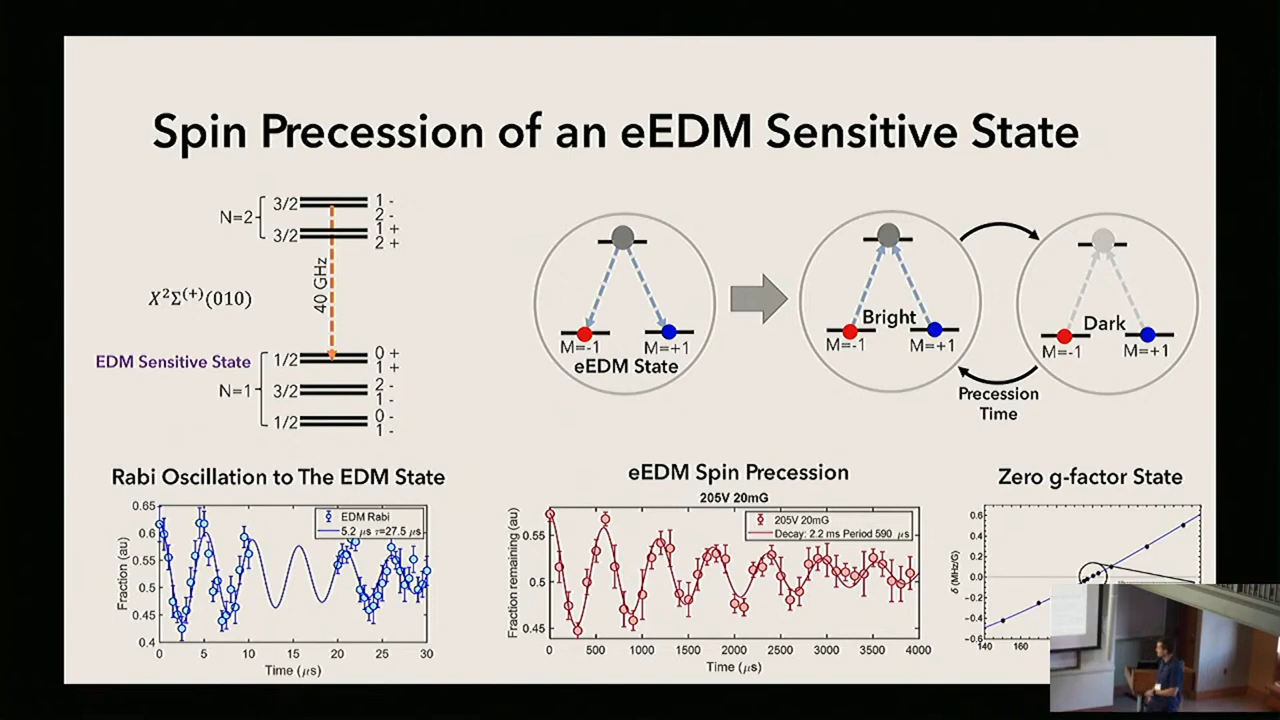 Spin Precession of an eEDM Sensitive State
N=2
3/2
1 -
2 -
3/2
1 +
2 +
40 GHz
X²Σ⁽⁺⁾(010)
EDM Sensitive State
1/2
0 +
1 +
N=1
3/2
2 -
1 -
1/2
0 -
1 -
M=-1
M=+1
eEDM State
Bright
M=-1
M=+1
Dark
M=-1
M=+1
Precession
Time
Rabi Oscillation to The EDM State
EDM Rabi
5.2 μs τ=27.5 μs
Fraction (au)
0.65
0.6
0.55
0.5
0.45
0.4
0 5 10 15 20 25 30
Time (μs)
eEDM Spin Precession
205V 20mG
205V 20mG
Decay: 2.2 ms Period 590 μs
Fraction remaining (au)
0.55
0.5
0.45
0 500 1000 1500 2000 2500 3000 3500 4000
Time (μs)
Zero g-factor State
δ (MHz/G)
0.6
0.4
0.2
0.0
-0.2
-0.4
-0.6
140 160